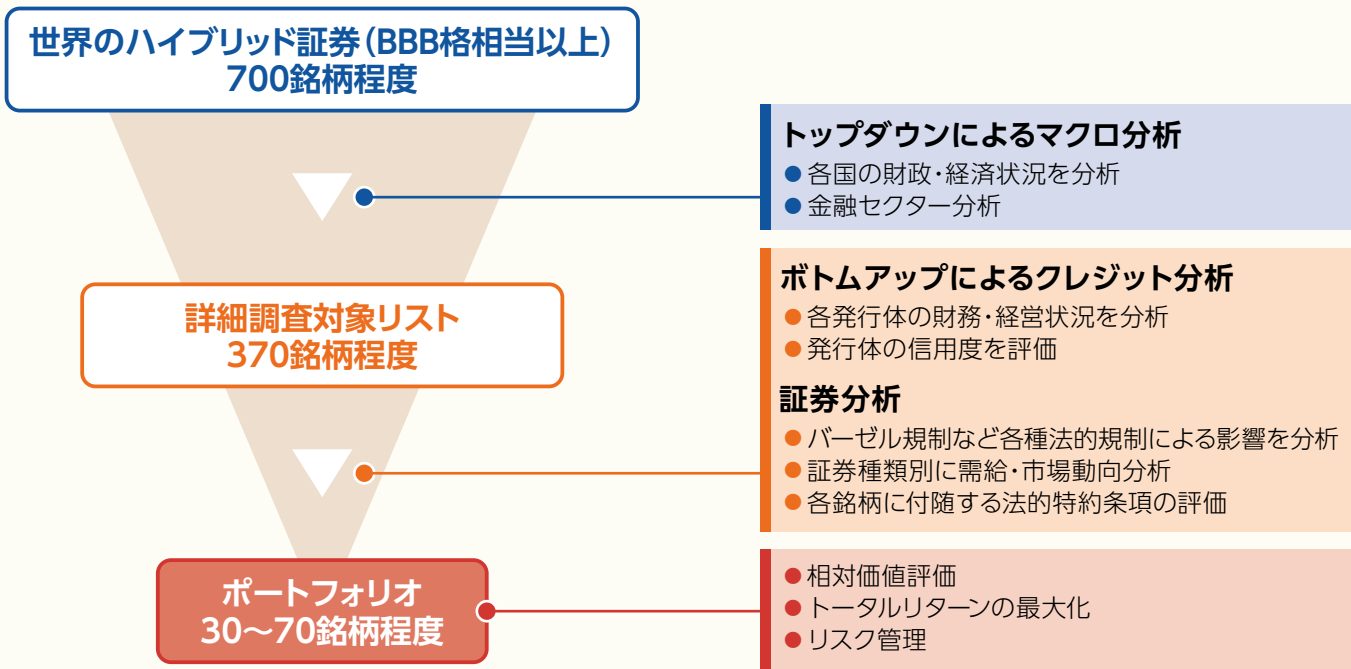 世界のハイブリッド証券（BBB格相当以上）
700銘柄程度
トップダウンによるマクロ分析
●各国の財政・経済状況を分析
●金融セクター分析
詳細調査対象リスト
370銘柄程度
ボトムアップによるクレジット分析
●各発行体の財務・経営状況を分析
●発行体の信用度を評価
証券分析
●バーゼル規制など各種法的規制による影響を分析
●証券種類別に需給・市場動向分析
●各銘柄に付随する法的特約条項の評価
ポートフォリオ
30〜70銘柄程度
●相対価値評価
●トータルリターンの最大化
●リスク管理